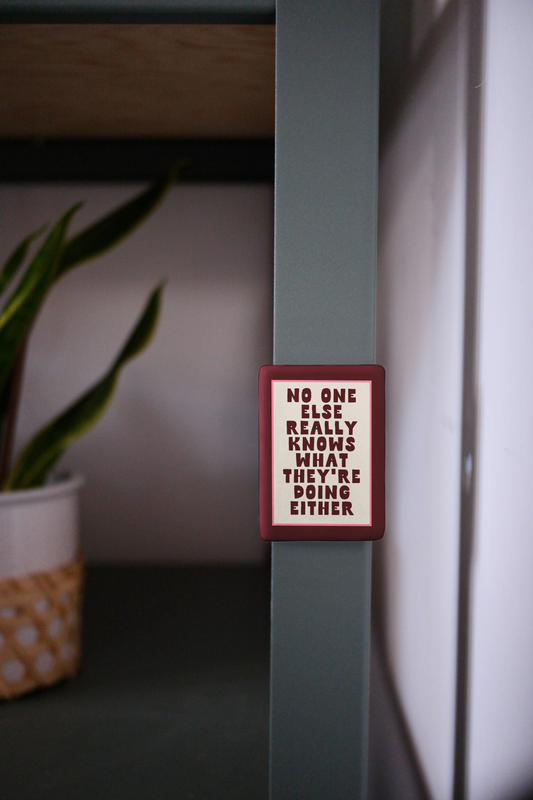 NO ONE
ELSE
REALLY
KNOWS
WHAT
THEY'RE
DOING
EITHER